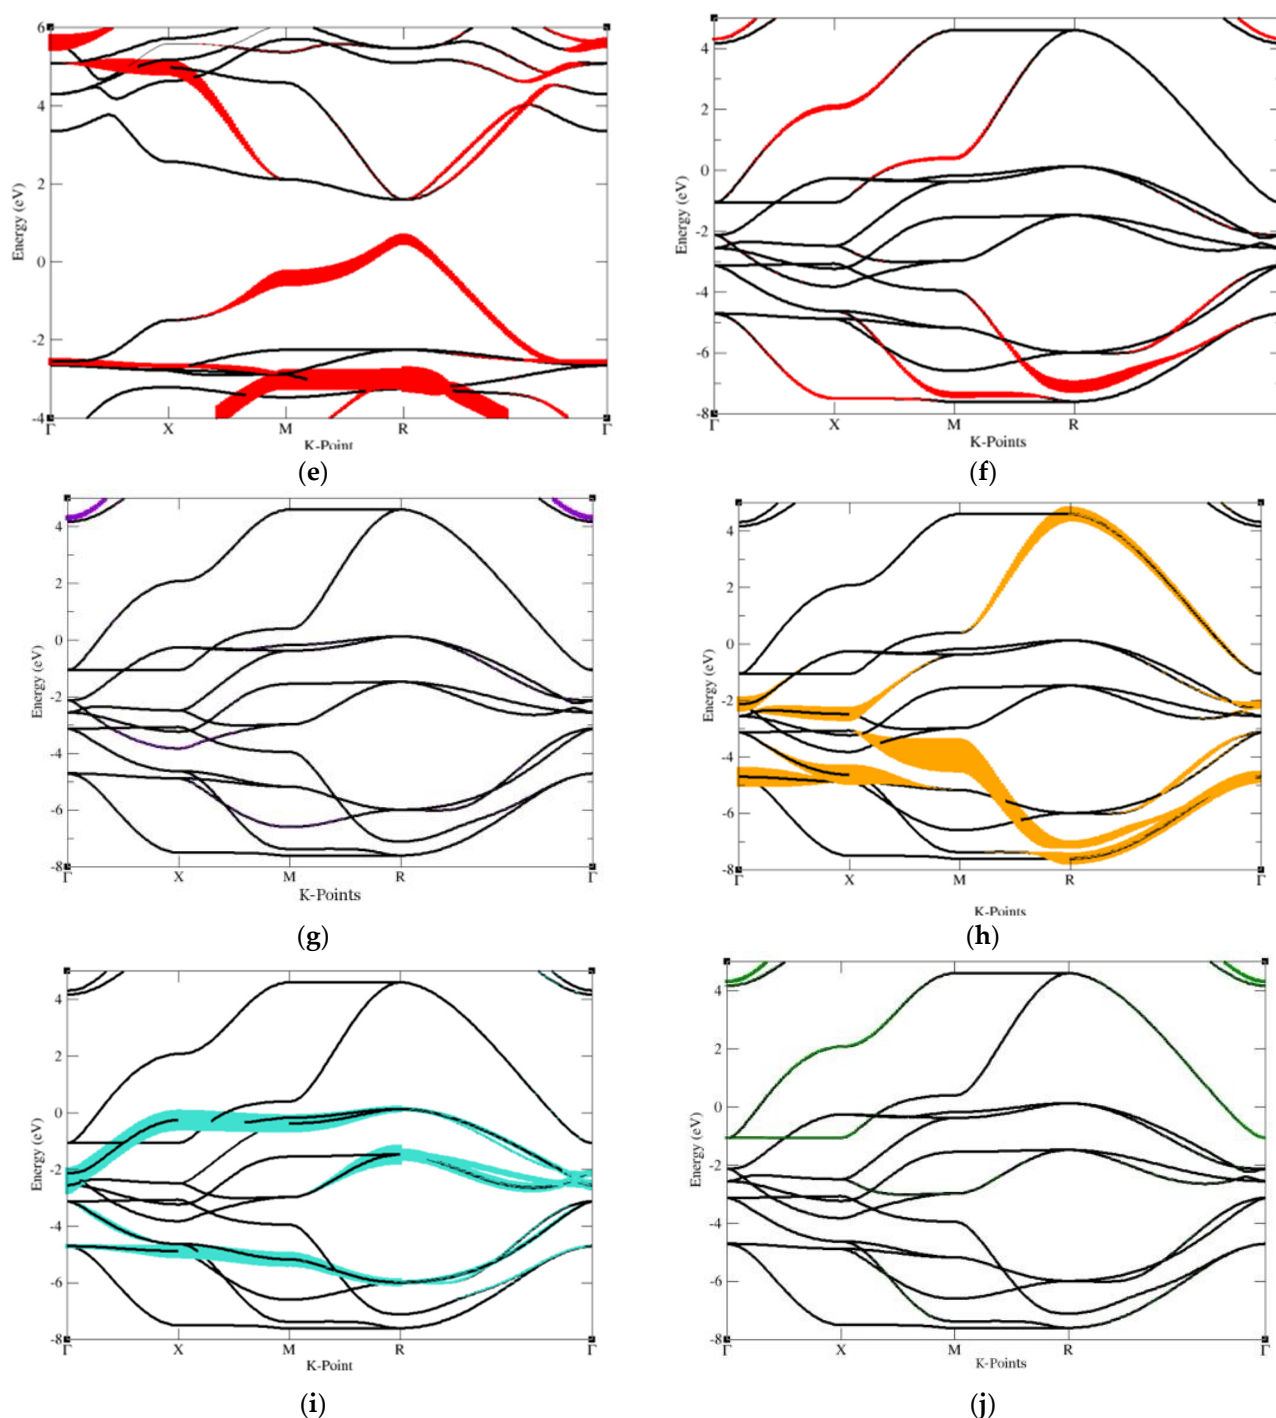 6
4
2
0
-2
-4
Energy (eV)
Γ X M R Γ
K-Point
(e)
4
2
0
-2
-4
-6
-8
Energy (eV)
Γ X M R
K-Points
(f)
4
2
0
-2
-4
-6
-8
Energy (eV)
Γ X M R Γ
K-Points
(g)
4
2
0
-2
-4
-6
-8
Energy (eV)
Γ X M R Γ
K-Points
(h)
4
2
0
-2
-4
-6
-8
Energy (eV)
Γ X M R Γ
K-Point
(i)
4
2
0
-2
-4
-6
-8
Energy (eV)
Γ X M R Γ
K-Points
(j)